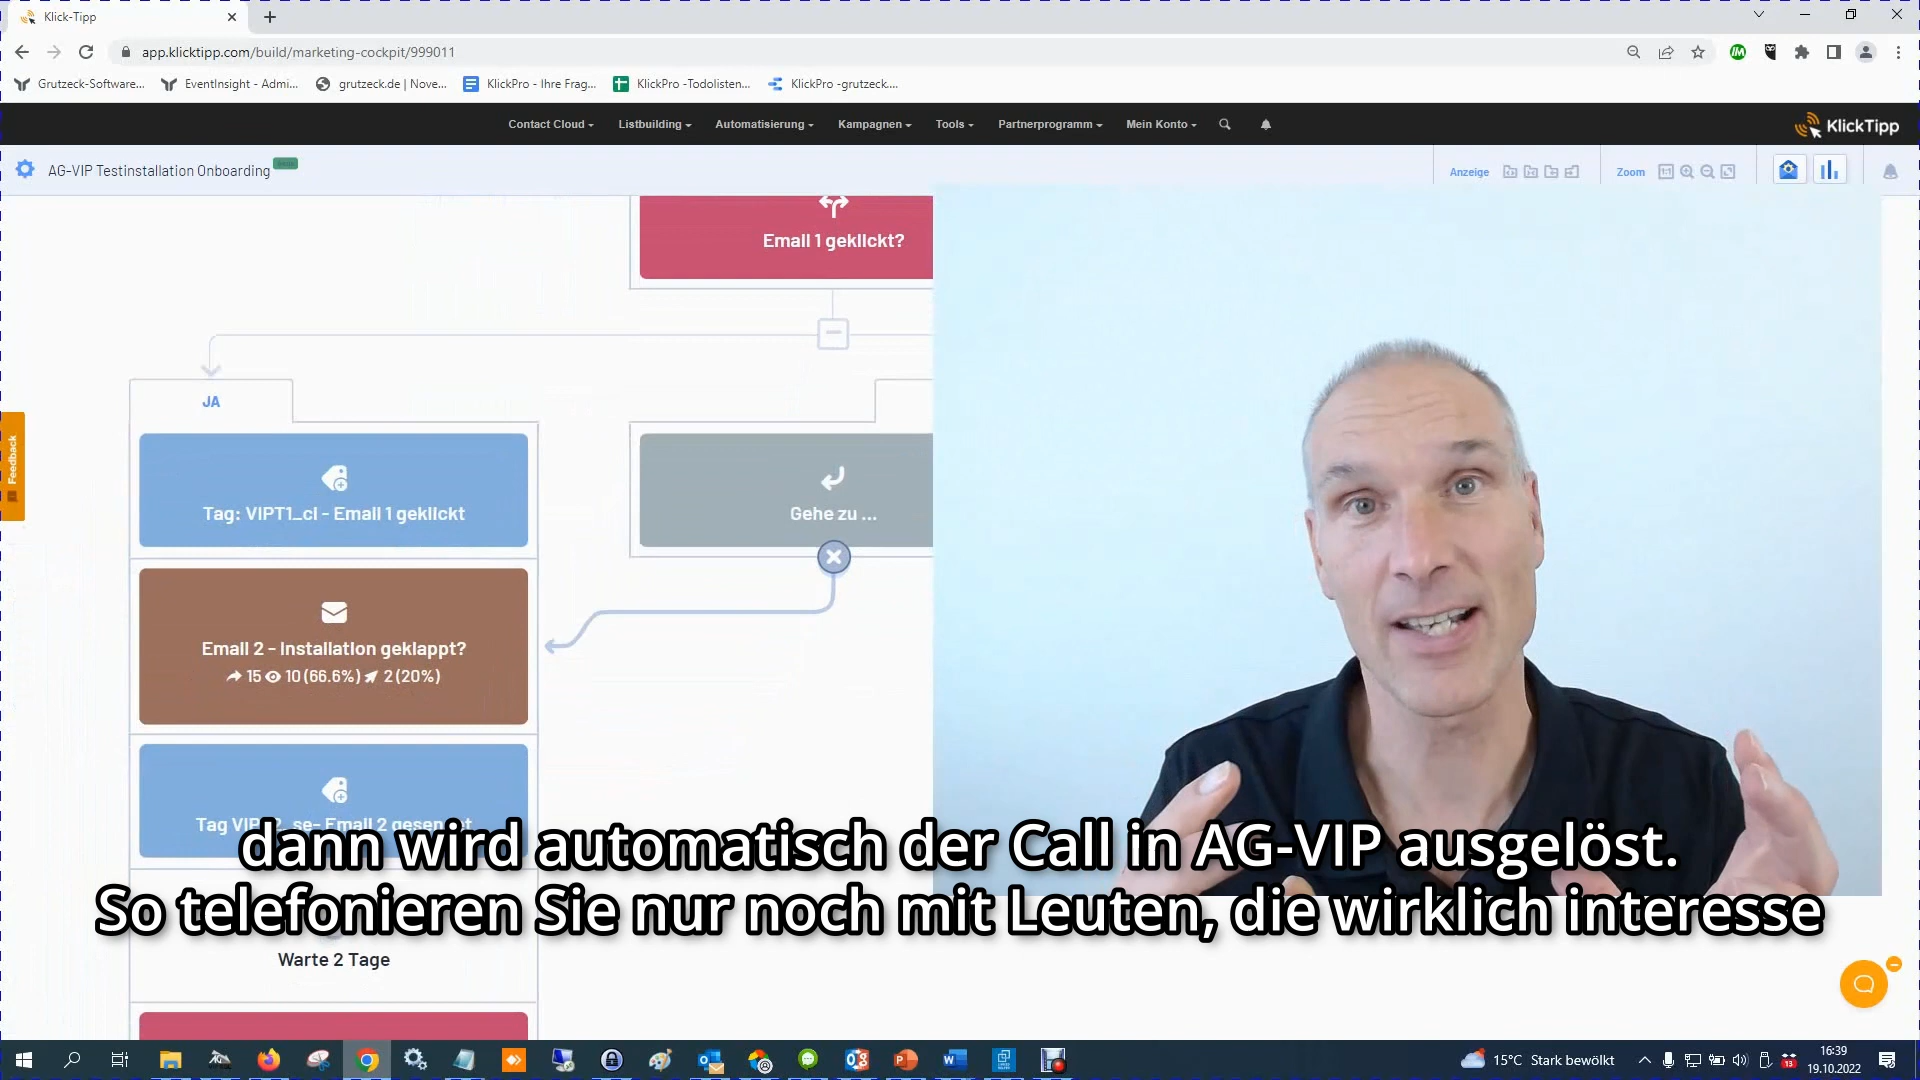 Klick-Tipp
app.klicktipp.com/build/marketing-cockpit/999011
Grutzeck-Software... EventInsight - Admi... grutzeck.de | Nove... KlickPro - Ihre Frag... KlickPro -Todolisten... KlickPro -grutzeck....
Contact Cloud Listbuilding Automatisierung Kampagnen Tools Partnerprogramm Mein Konto KlickTipp
AG-VIP Testinstallation Onboarding Anzeige Zoom 1:1
Email 1 geklickt?
JA
Feedback
Tag: VIPT1_cl - Email 1 geklickt
Gehe zu ...
Email 2 - Installation geklappt?
15 10 (66.6%) 2 (20%)
dann wird automatisch der Call in AG-VIP ausgelöst.
So telefonieren Sie nur noch mit Leuten, die wirklich interesse
Warte 2 Tage
15°C Stark bewölkt
16:39
19.10.2022